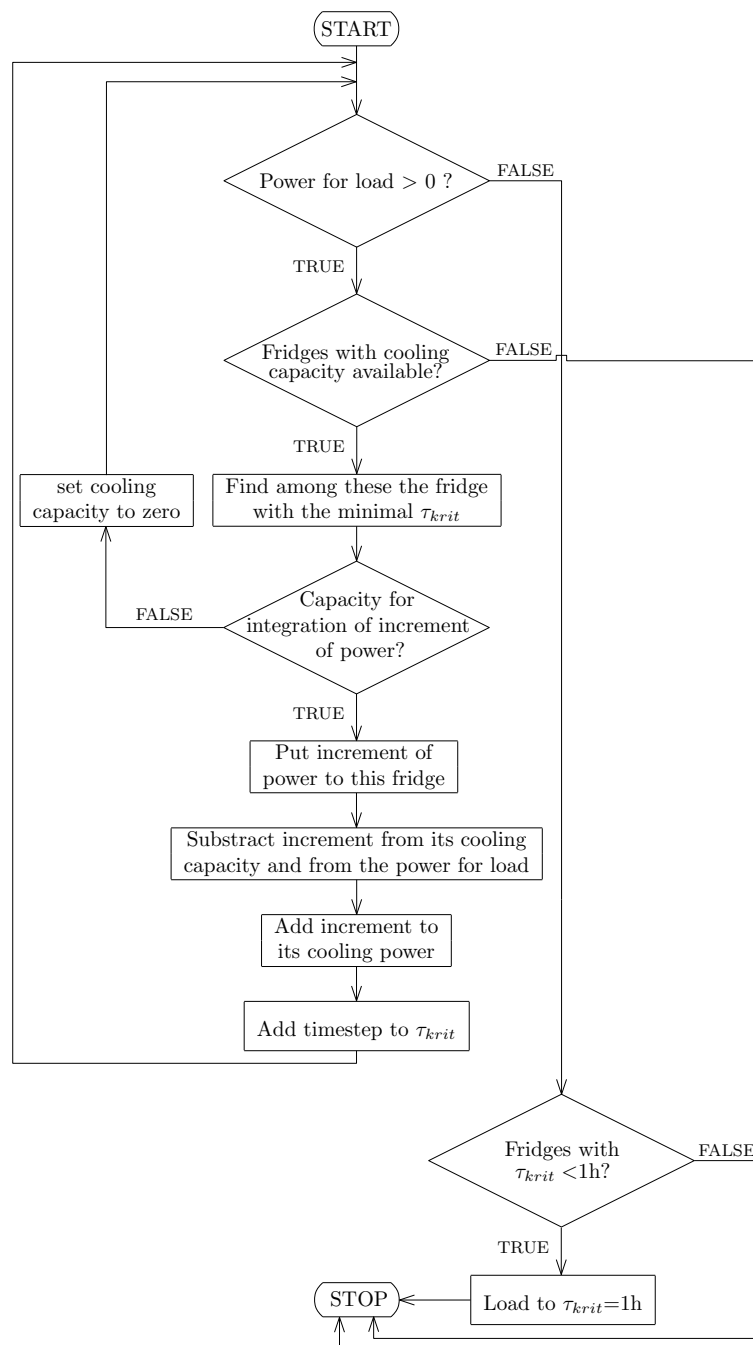 START
Power for load > 0 ?
FALSE
TRUE
Fridges with cooling
capacity available?
FALSE
TRUE
set cooling
capacity to zero
Find among these the fridge
with the minimal τkrit
Capacity for
integration of increment
of power?
FALSE
TRUE
Put increment of
power to this fridge
Substract increment from its cooling
capacity and from the power for load
Add increment to
its cooling power
Add timestep to τkrit
Fridges with
τkrit <1h?
FALSE
TRUE
Load to τkrit=1h
STOP